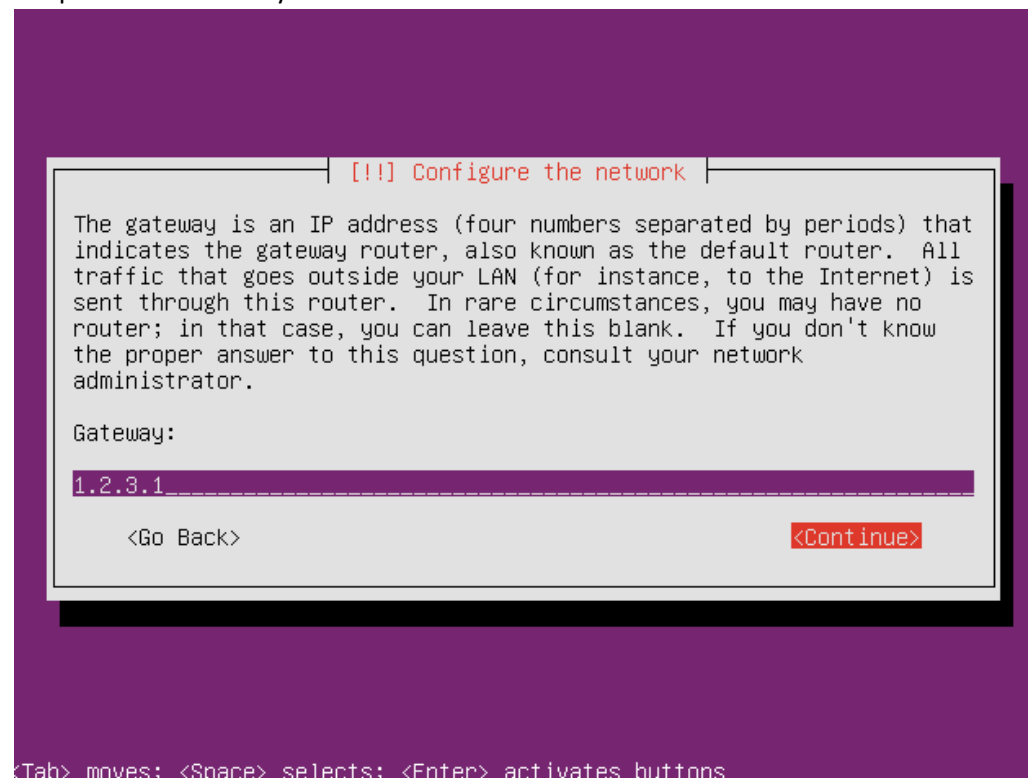 [!!] Configure the network
The gateway is an IP address (four numbers separated by periods) that
indicates the gateway router, also known as the default router.  All
traffic that goes outside your LAN (for instance, to the Internet) is
sent through this router.  In rare circumstances, you may have no
router; in that case, you can leave this blank.  If you don't know
the proper answer to this question, consult your network
administrator.
Gateway:
1.2.3.1
<Go Back> <Continue>
<Tab> moves; <Space> selects; <Enter> activates buttons